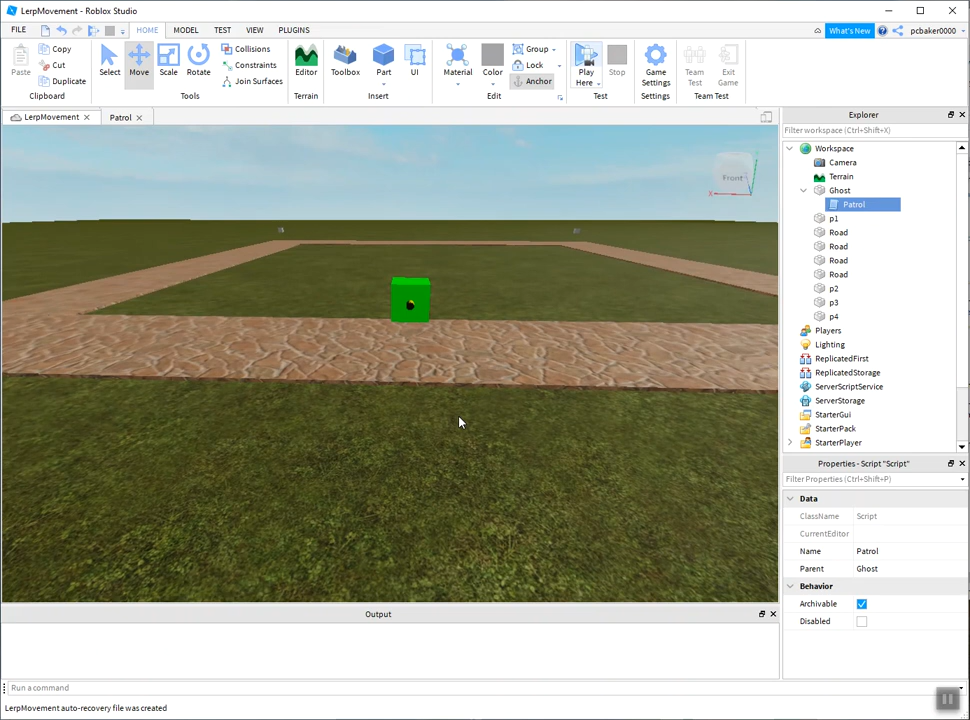 LerpMovement - Roblox Studio
FILE HOME MODEL TEST VIEW PLUGINS What's New pcbaker0000
Paste Copy Cut Duplicate Select Move Scale Rotate Collisions Constraints Join Surfaces Editor Toolbox Part UI Material Color Group Lock Anchor Play Here Stop Game Settings Team Test Exit Game
Clipboard Tools Terrain Insert Edit Test Settings Team Test
LerpMovement Patrol
Front
X
Explorer
Filter workspace (Ctrl+Shift+X)
Workspace
Camera
Terrain
Ghost
Patrol
p1
Road
Road
Road
Road
p2
p3
p4
Players
Lighting
ReplicatedFirst
ReplicatedStorage
ServerScriptService
ServerStorage
StarterGui
StarterPack
StarterPlayer
Properties - Script "Script"
Filter Properties (Ctrl+Shift+P)
Data
ClassName Script
CurrentEditor
Name Patrol
Parent Ghost
Behavior
Archivable
Disabled
Output
Run a command
LerpMovement auto-recovery file was created